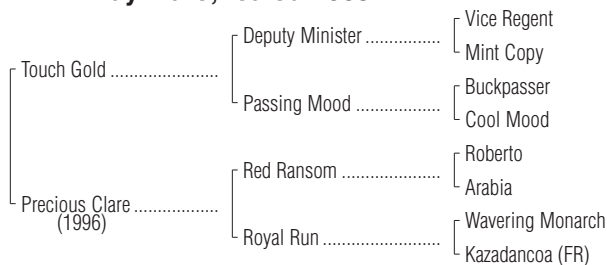 Vice Regent
Deputy Minister ..................
Mint Copy
Touch Gold ..........................
Buckpasser
Passing Mood ....................
Cool Mood
Roberto
Red Ransom .......................
Arabia
Precious Clare ....................
(1996)
Wavering Monarch
Royal Run ...........................
Kazadancoa (FR)